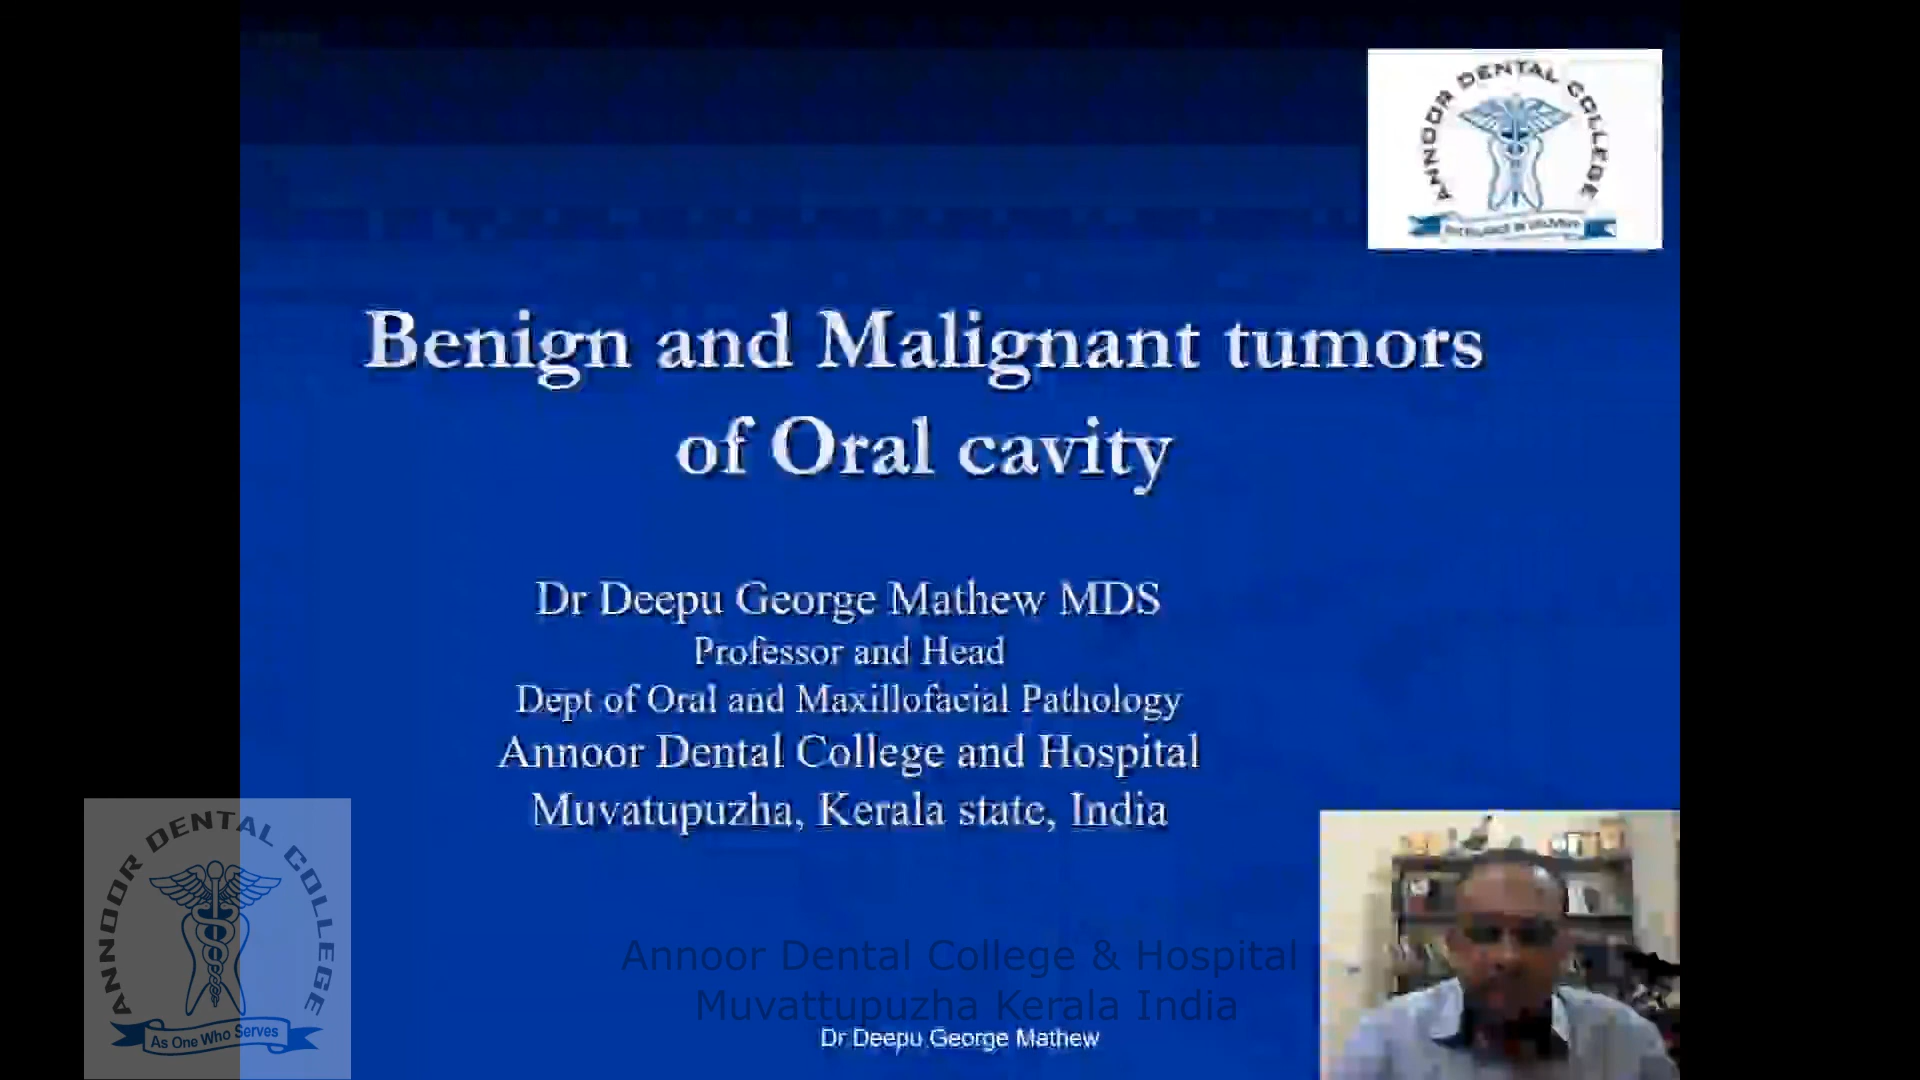 ANNOOR DENTAL COLLEGE
Benign and Malignant tumors
of Oral cavity
Dr Deepu George Mathew MDS
Professor and Head
Dept of Oral and Maxillofacial Pathology
Annoor Dental College and Hospital
Muvatupuzha, Kerala state, India
ANNOOR DENTAL COLLEGE
As One Who Serves
Annoor Dental College & Hospital
Muvattupuzha Kerala India
Dr Deepu George Mathew